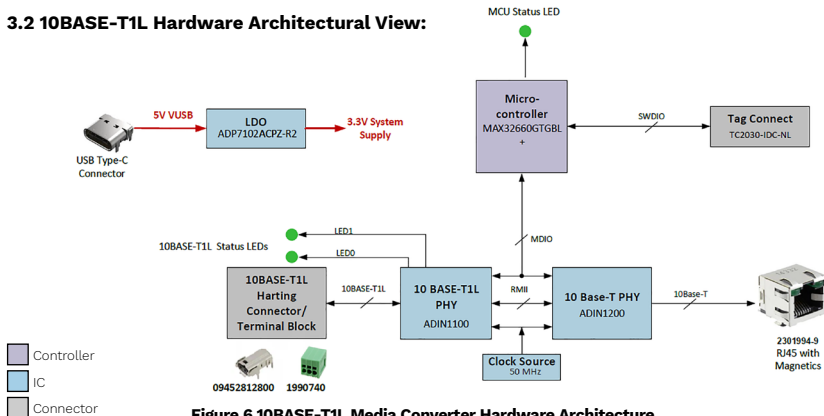 3.2 10BASE-T1L Hardware Architectural View:
MCU Status LED
5V VUSB
LDO
ADP7102ACPZ-R2
3.3V System
Supply
USB Type-C
Connector
Micro-
controller
MAX32660GTGBL
+
SWDIO
Tag Connect
TC2030-IDC-NL
MDIO
10BASE-T1L Status LEDs
LED1
LED0
10BASE-T1L
Harting
Connector/
Terminal Block
10BASE-T1L
10 BASE-T1L
PHY
ADIN1100
RMII
10 Base-T PHY
ADIN1200
10Base-T
2301994-9
RJ45 with
Magnetics
Clock Source
50 MHz
09452812800
1990740
Controller
IC
Connector
Figure 6 10BASE-T1L Media Converter Hardware Architecture